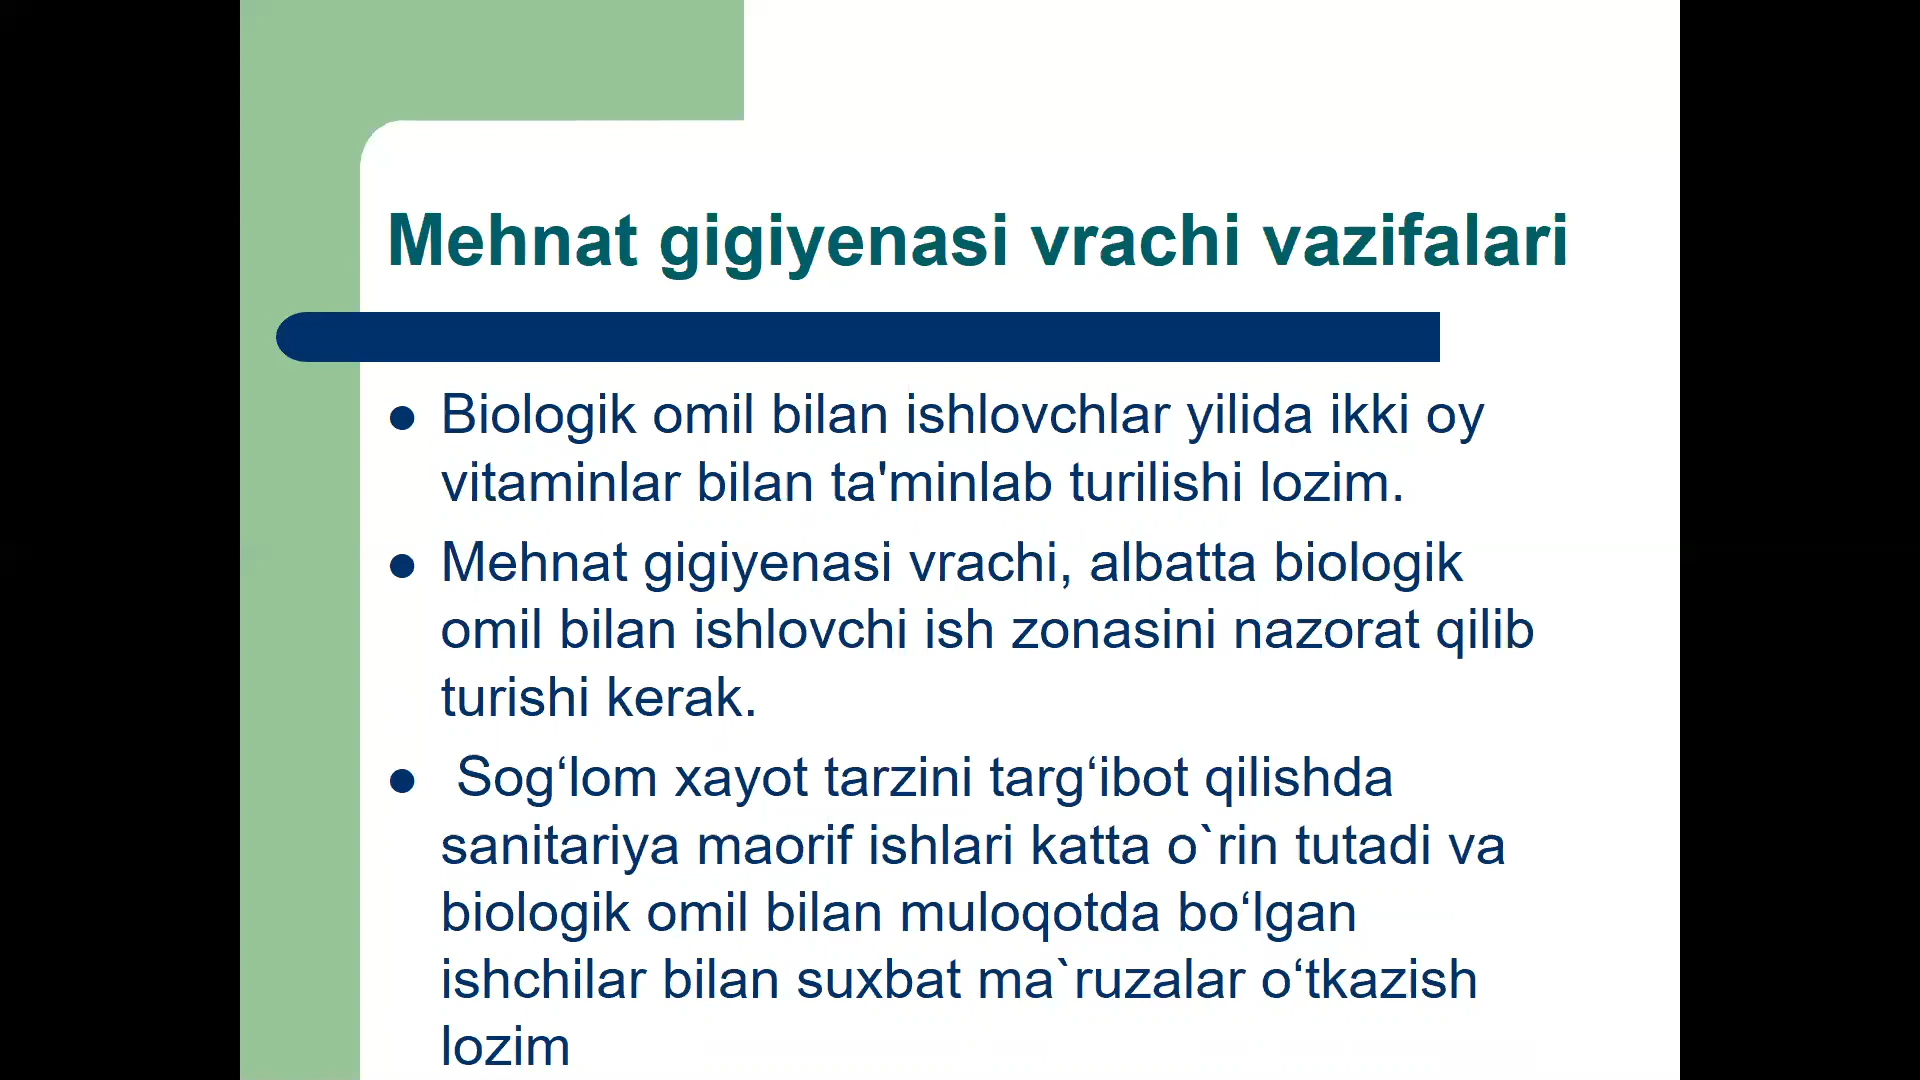 Mehnat gigiyenasi vrachi vazifalari
● Biologik omil bilan ishlovchlar yilida ikki oy
vitaminlar bilan ta'minlab turilishi lozim.
● Mehnat gigiyenasi vrachi, albatta biologik
omil bilan ishlovchi ish zonasini nazorat qilib
turishi kerak.
● Sog‘lom xayot tarzini targ‘ibot qilishda
sanitariya maorif ishlari katta o`rin tutadi va
biologik omil bilan muloqotda bo‘lgan
ishchilar bilan suxbat ma`ruzalar o‘tkazish
lozim